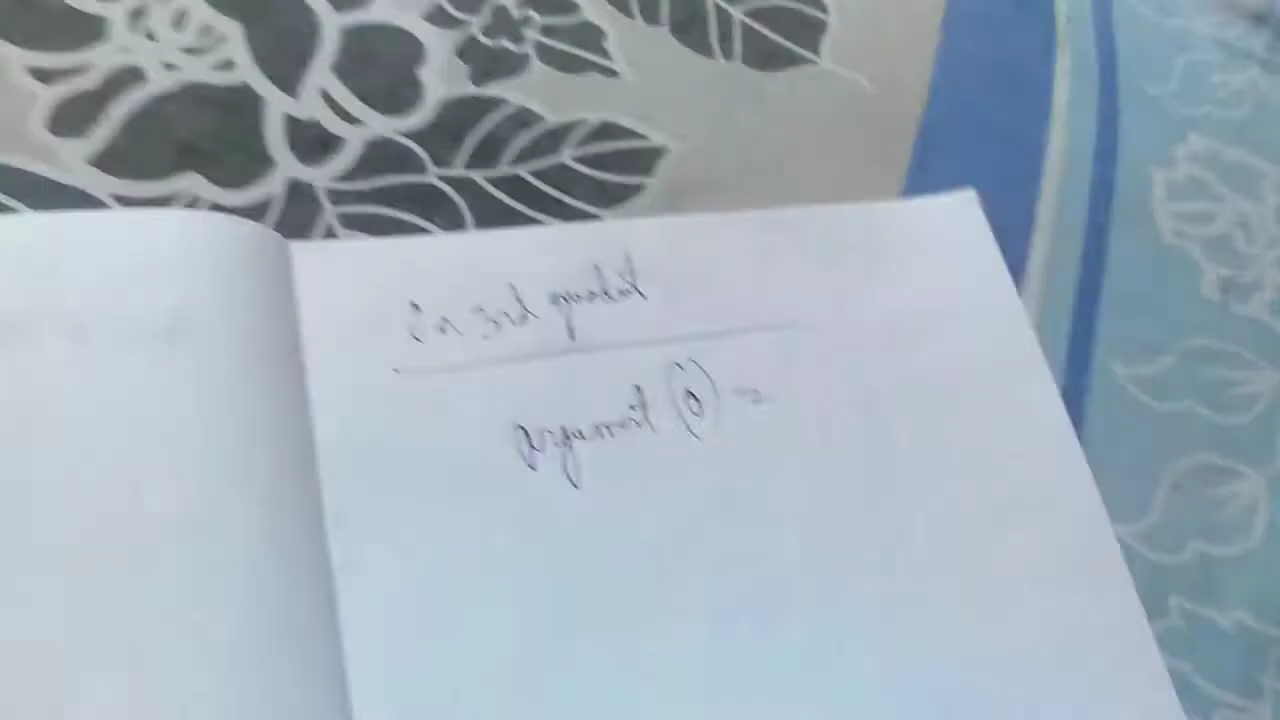 in 3rd quadrant
argument (θ) =